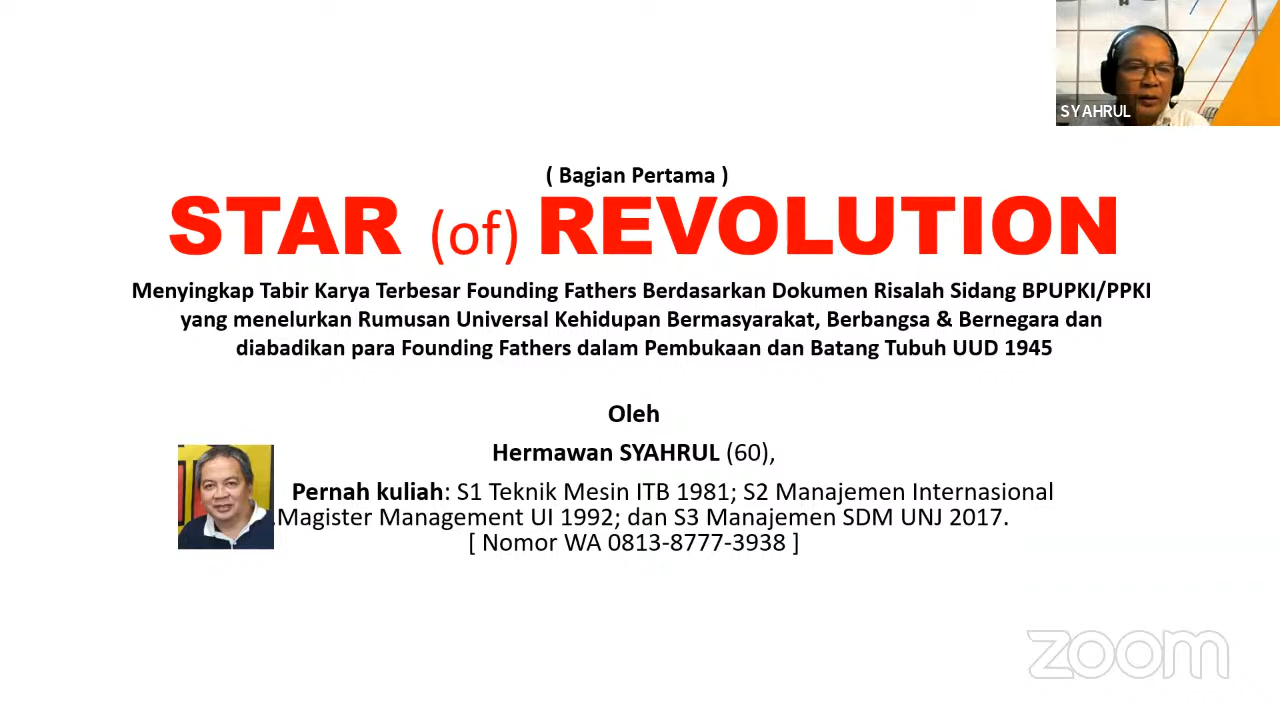 SYAHRUL
( Bagian Pertama )
STAR (of) REVOLUTION
Menyingkap Tabir Karya Terbesar Founding Fathers Berdasarkan Dokumen Risalah Sidang BPUPKI/PPKI
yang menelurkan Rumusan Universal Kehidupan Bermasyarakat, Berbangsa & Bernegara dan
diabadikan para Founding Fathers dalam Pembukaan dan Batang Tubuh UUD 1945
Oleh
Hermawan SYAHRUL (60),
Pernah kuliah: S1 Teknik Mesin ITB 1981; S2 Manajemen Internasional
.Magister Management UI 1992; dan S3 Manajemen SDM UNJ 2017.
[ Nomor WA 0813-8777-3938 ]
zoom